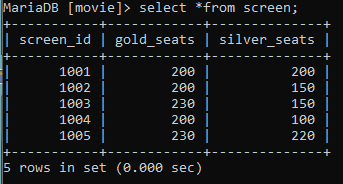 MariaDB [movie]> select *from screen;
+-----------+------------+--------------+
| screen_id | gold_seats | silver_seats |
+-----------+------------+--------------+
|      1001 |        200 |          200 |
|      1002 |        200 |          150 |
|      1003 |        230 |          150 |
|      1004 |        200 |          100 |
|      1005 |        230 |          220 |
+-----------+------------+--------------+
5 rows in set (0.000 sec)